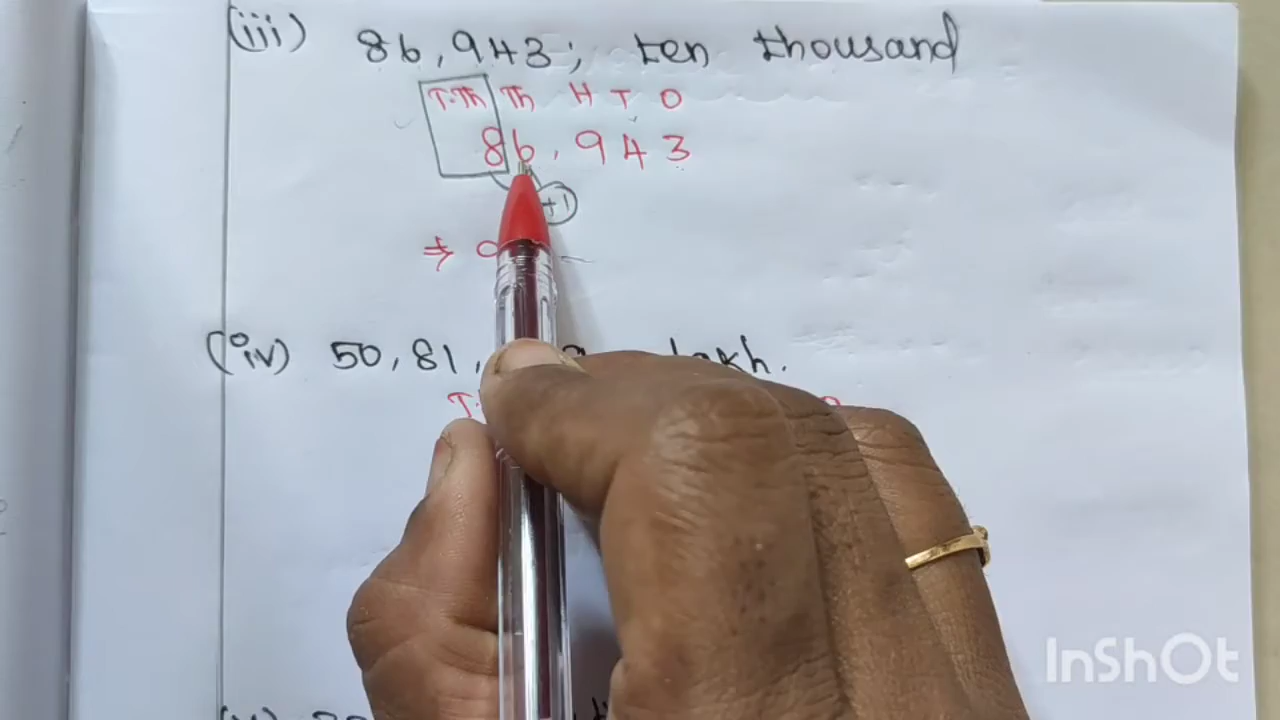 (iii) 86,943; ten thousand
T.Th Th H T O
86,943
+1
⇒
(iv) 50,81, lakh.
InShOt